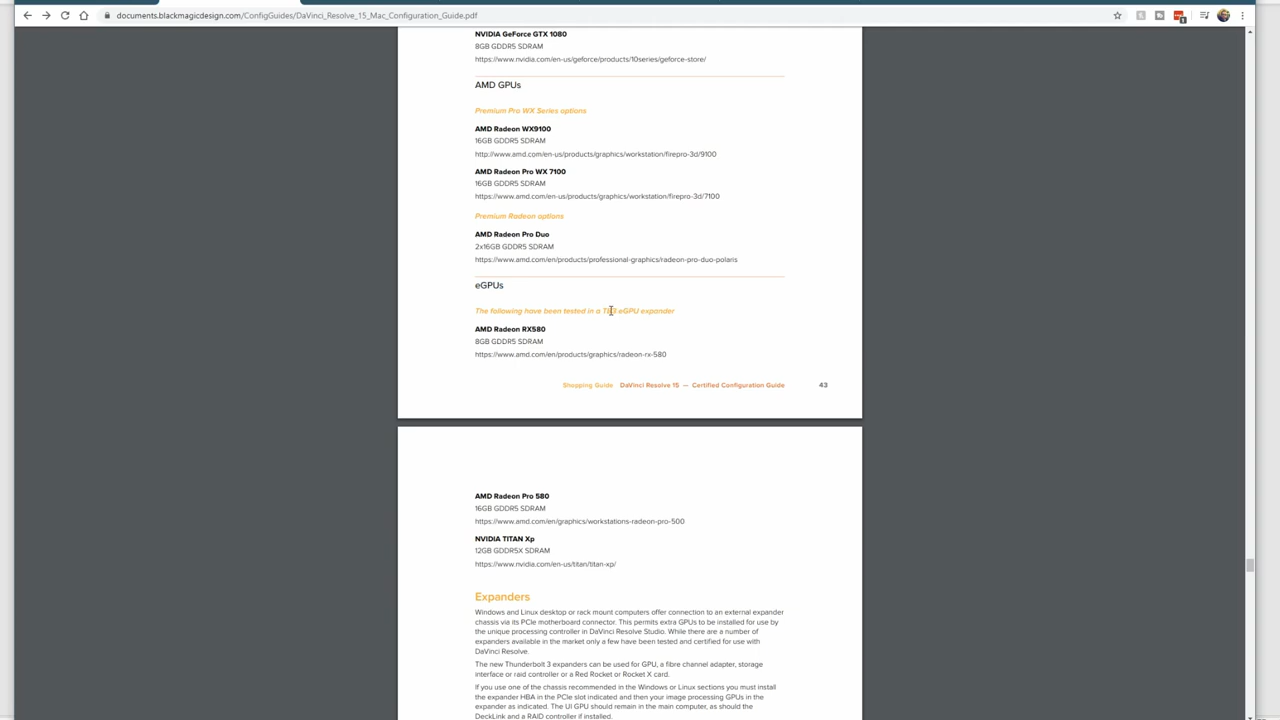 documents.blackmagicdesign.com/ConfigGuides/DaVinci_Resolve_15_Mac_Configuration_Guide.pdf
NVIDIA GeForce GTX 1080
8GB GDDR5 SDRAM
https://www.nvidia.com/en-us/geforce/products/10series/geforce-store/
AMD GPUs
Premium Pro WX Series options
AMD Radeon WX9100
16GB GDDR5 SDRAM
http://www.amd.com/en-us/products/graphics/workstation/firepro-3d/9100
AMD Radeon Pro WX 7100
16GB GDDR5 SDRAM
https://www.amd.com/en-us/products/graphics/workstation/firepro-3d/7100
Premium Radeon options
AMD Radeon Pro Duo
2x16GB GDDR5 SDRAM
https://www.amd.com/en/products/professional-graphics/radeon-pro-duo-polaris
eGPUs
The following have been tested in a eGPU expander
AMD Radeon RX580
8GB GDDR5 SDRAM
https://www.amd.com/en/products/graphics/radeon-rx-580
Shopping Guide DaVinci Resolve 15 — Certified Configuration Guide 43
AMD Radeon Pro 580
16GB GDDR5 SDRAM
https://www.amd.com/en/graphics/workstations-radeon-pro-500
NVIDIA TITAN Xp
12GB GDDR5X SDRAM
https://www.nvidia.com/en-us/titan/titan-xp/
Expanders
Windows and Linux desktop or rack mount computers offer connection to an external expander
chassis via its PCIe motherboard connector. This permits extra GPUs to be installed for use by
the unique processing controller in DaVinci Resolve Studio. While there are a number of
expanders available in the market only a few have been tested and certified for use with
DaVinci Resolve.
The new Thunderbolt 3 expanders can be used for GPU, a fibre channel adapter, storage
interface or raid controller or a Red Rocket or Rocket X card.
If you use one of the chassis recommended in the Windows or Linux sections you must install
the expander HBA in the PCIe slot indicated and then your image processing GPUs in the
expander as indicated. The UI GPU should remain in the main computer, as should the
DeckLink and a RAID controller if installed.